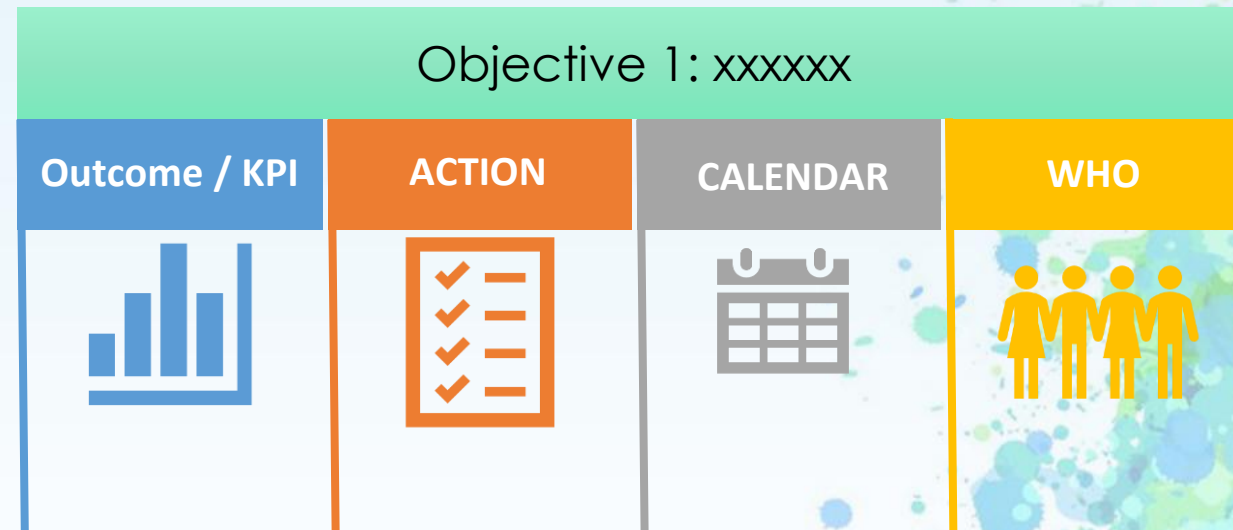 Objective 1: xxxxxx
Outcome / KPI
ACTION
CALENDAR
WHO